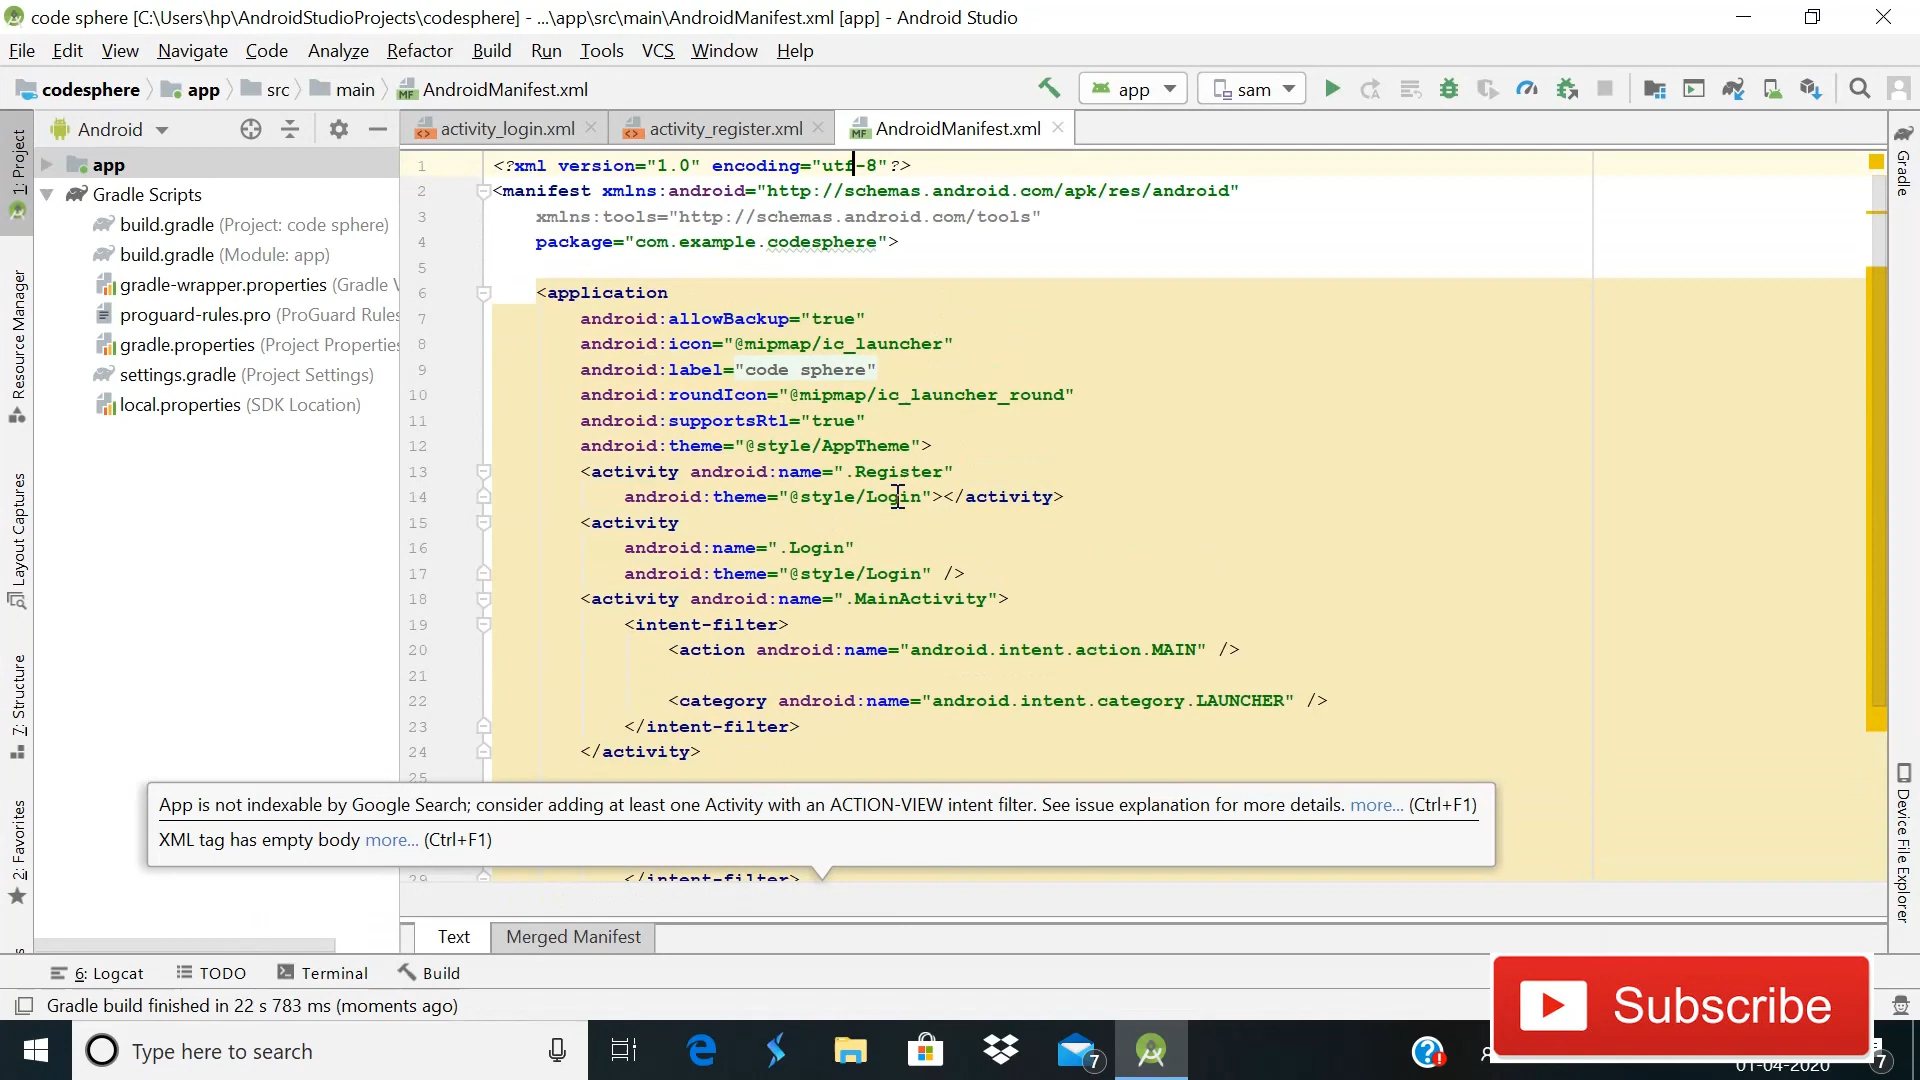 code sphere [C:\Users\hp\AndroidStudioProjects\codesphere] - ...\app\src\main\AndroidManifest.xml [app] - Android Studio
File Edit View Navigate Code Analyze Refactor Build Run Tools VCS Window Help
codesphere app src main AndroidManifest.xml app sam
Android
activity_login.xml activity_register.xml AndroidManifest.xml
1: Project
Resource Manager
Layout Captures
7: Structure
2: Favorites
Gradle
Device File Explorer
app
Gradle Scripts
build.gradle (Project: code sphere)
build.gradle (Module: app)
gradle-wrapper.properties (Gradle V
proguard-rules.pro (ProGuard Rules
gradle.properties (Project Properties
settings.gradle (Project Settings)
local.properties (SDK Location)
1 <?xml version="1.0" encoding="utf-8"?>
2 <manifest xmlns:android="http://schemas.android.com/apk/res/android"
3 xmlns:tools="http://schemas.android.com/tools"
4 package="com.example.codesphere">
5
6 <application
7 android:allowBackup="true"
8 android:icon="@mipmap/ic_launcher"
9 android:label="code sphere"
10 android:roundIcon="@mipmap/ic_launcher_round"
11 android:supportsRtl="true"
12 android:theme="@style/AppTheme">
13 <activity android:name=".Register"
14 android:theme="@style/Login"></activity>
15 <activity
16 android:name=".Login"
17 android:theme="@style/Login" />
18 <activity android:name=".MainActivity">
19 <intent-filter>
20 <action android:name="android.intent.action.MAIN" />
21
22 <category android:name="android.intent.category.LAUNCHER" />
23 </intent-filter>
24 </activity>
25
App is not indexable by Google Search; consider adding at least one Activity with an ACTION-VIEW intent filter. See issue explanation for more details. more... (Ctrl+F1)
XML tag has empty body more... (Ctrl+F1)
29 </intent-filter>
Text Merged Manifest
6: Logcat TODO Terminal Build
Gradle build finished in 22 s 783 ms (moments ago)
Subscribe
Type here to search
7
01-04-2020
7